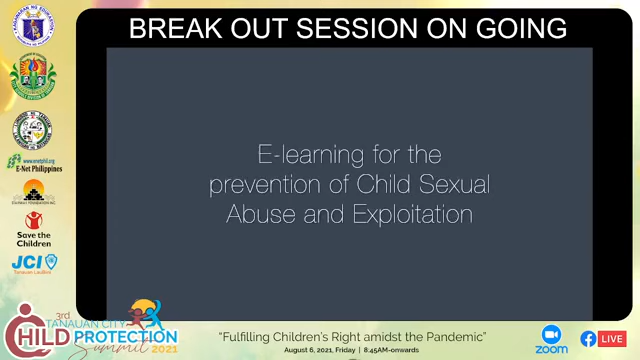 BREAK OUT SESSION ON GOING
E-learning for the
prevention of Child Sexual
Abuse and Exploitation
www.enetphil.org
E-Net Philippines
Save the
Children
JCI
Tanauan
3rd
TANAUAN CITY
CHILD PROTECTION
Summit 2021
“Fulfilling Children's Right amidst the Pandemic”
August 6, 2021, Friday | 8:45AM-onwards
zoom
LIVE